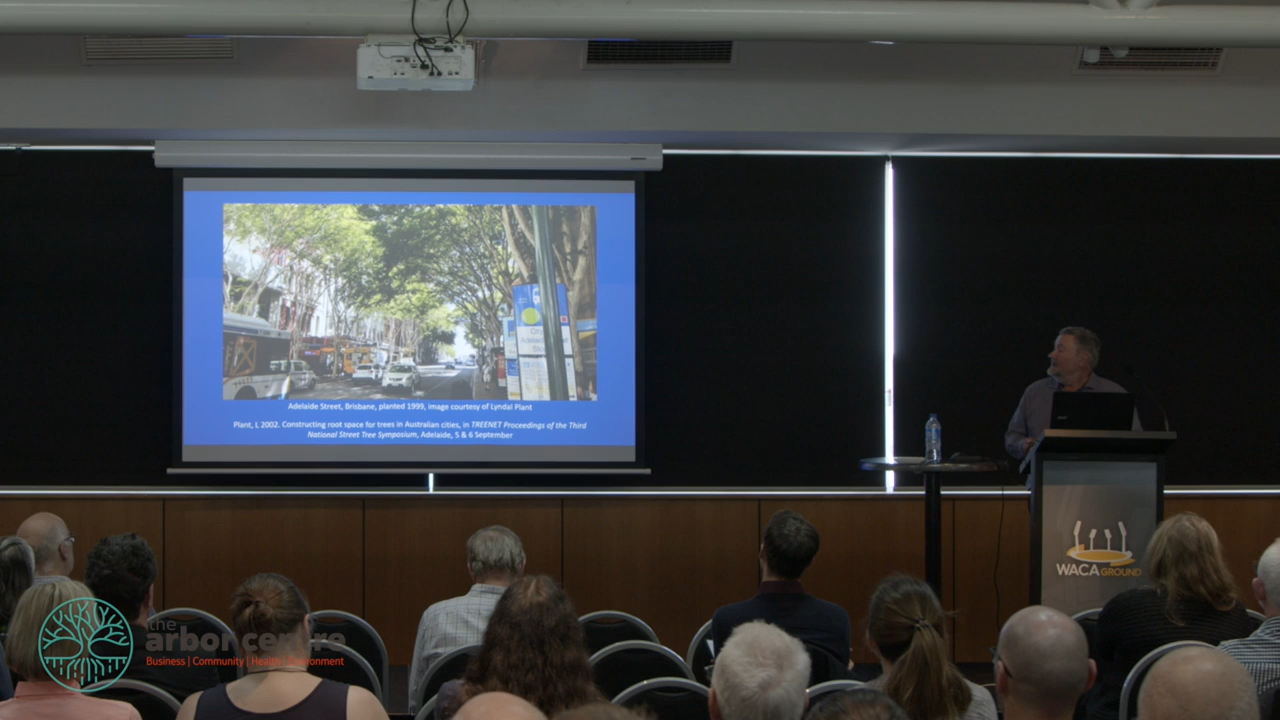 Adelaide Street, Brisbane, planted 1999, image courtesy of Lyndal Plant
Plant, L 2002. Constructing root space for trees in Australian cities, in TREENET Proceedings of the Third
National Street Tree Symposium, Adelaide, 5 & 6 September
WACA GROUND
the
arbor centre
Business | Community | Health | Environment